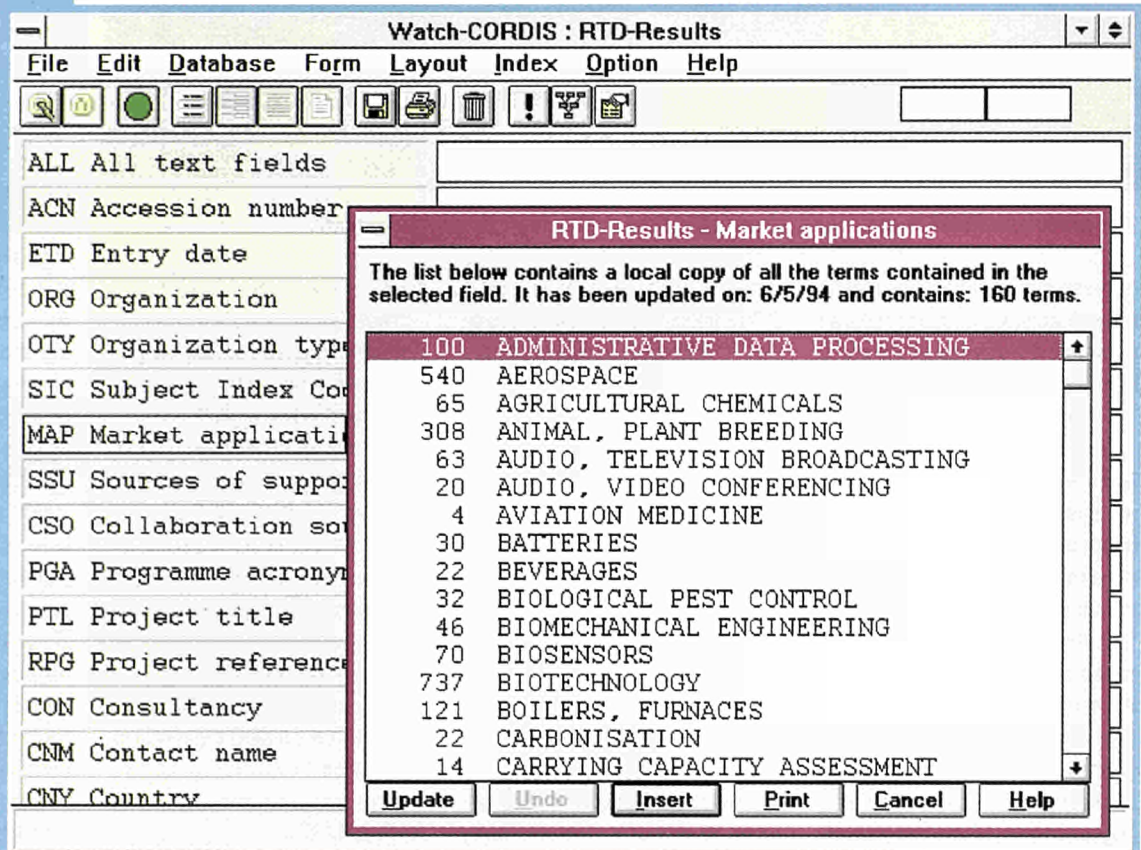 Watch-CORDIS : RTD-Results
File Edit Database Form Layout Index Option Help
ALL All text fields
ACN Accession number
ETD Entry date
ORG Organization
OTY Organization type
SIC Subject Index Co
MAP Market applicati
SSU Sources of suppo
CSO Collaboration so
PGA Programme acrony
PTL Project title
RPG Project reference
CON Consultancy
CNM Contact name
CNY Country
RTD-Results - Market applications
The list below contains a local copy of all the terms contained in the
selected field. It has been updated on: 6/5/94 and contains: 160 terms.
100 ADMINISTRATIVE DATA PROCESSING
540 AEROSPACE
65 AGRICULTURAL CHEMICALS
308 ANIMAL, PLANT BREEDING
63 AUDIO, TELEVISION BROADCASTING
20 AUDIO, VIDEO CONFERENCING
4 AVIATION MEDICINE
30 BATTERIES
22 BEVERAGES
32 BIOLOGICAL PEST CONTROL
46 BIOMECHANICAL ENGINEERING
70 BIOSENSORS
737 BIOTECHNOLOGY
121 BOILERS, FURNACES
22 CARBONISATION
14 CARRYING CAPACITY ASSESSMENT
Update Undo Insert Print Cancel Help